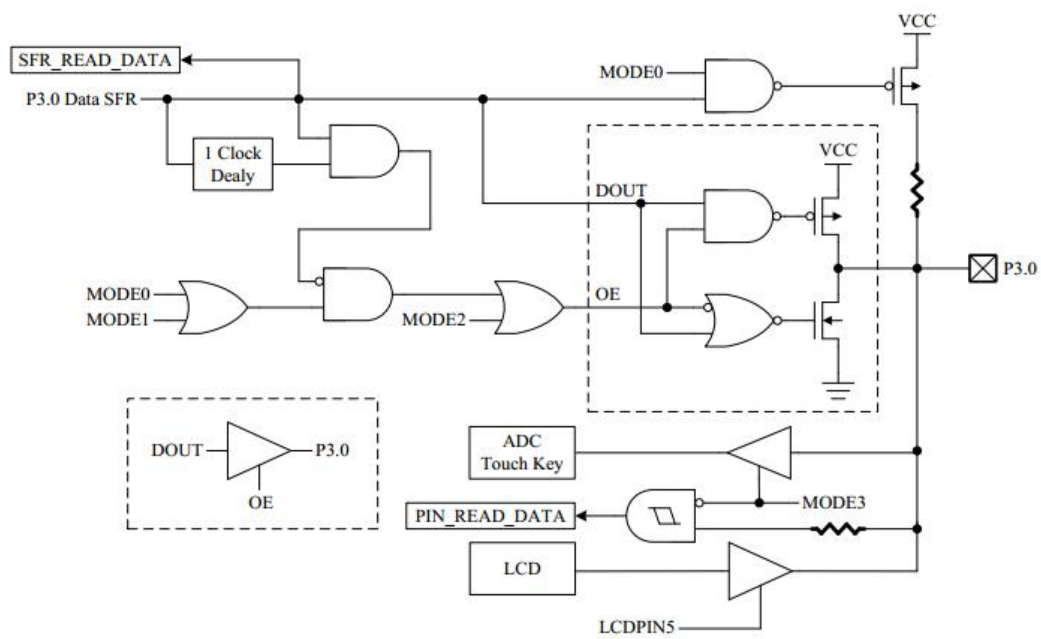 VCC
SFR_READ_DATA
MODE0
P3.0 Data SFR
1 Clock
Dealy
VCC
DOUT
P3.0
MODE0
MODE1
OE
MODE2
DOUT
P3.0
OE
ADC
Touch Key
MODE3
PIN_READ_DATA
LCD
LCDPIN5